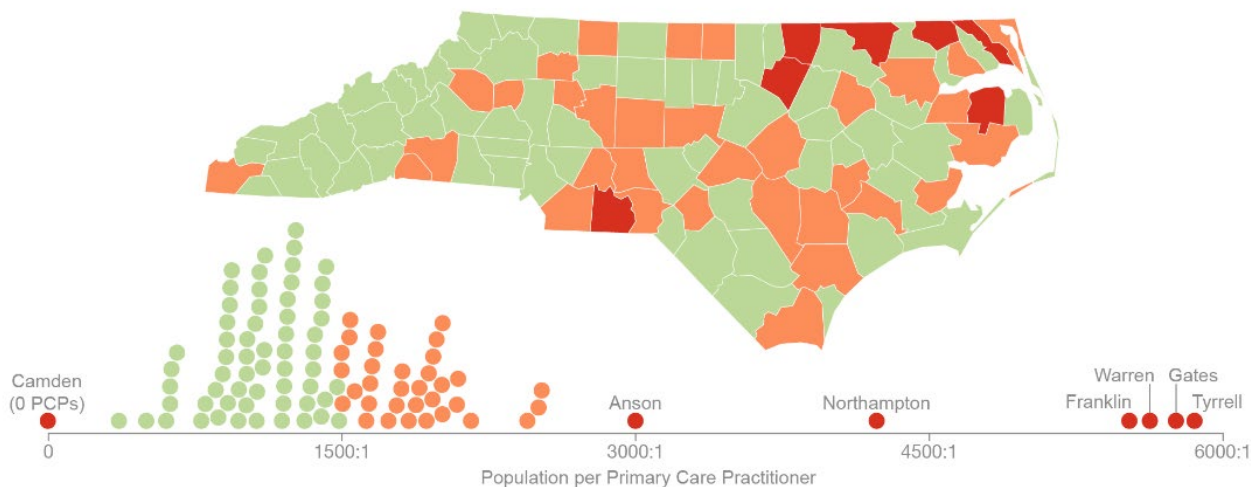 Camden
(0 PCPs)
Anson
Northampton
Warren
Gates
Franklin
Tyrrell
0
1500:1
3000:1
4500:1
6000:1
Population per Primary Care Practitioner